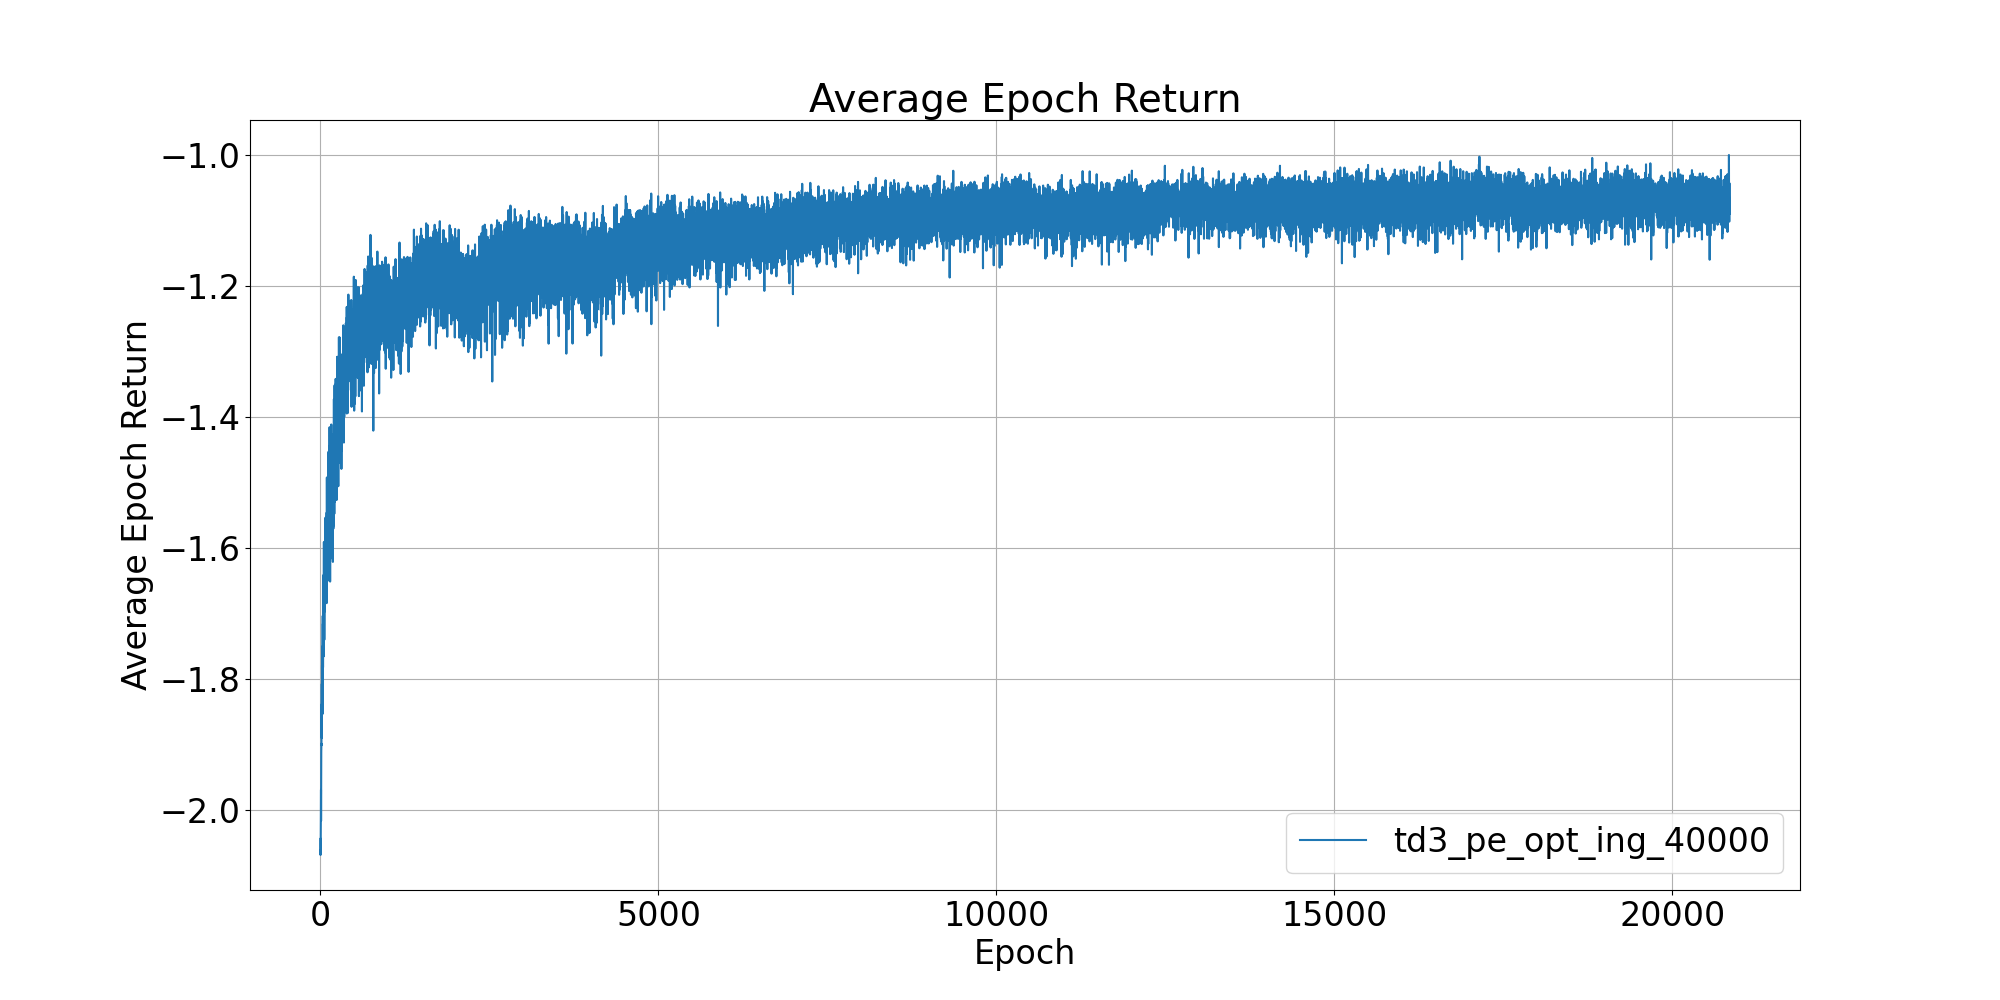 Average Epoch Return
Average Epoch Return
−1.0
−1.2
−1.4
−1.6
−1.8
−2.0
td3_pe_opt_ing_40000
0
5000
10000
15000
20000
Epoch